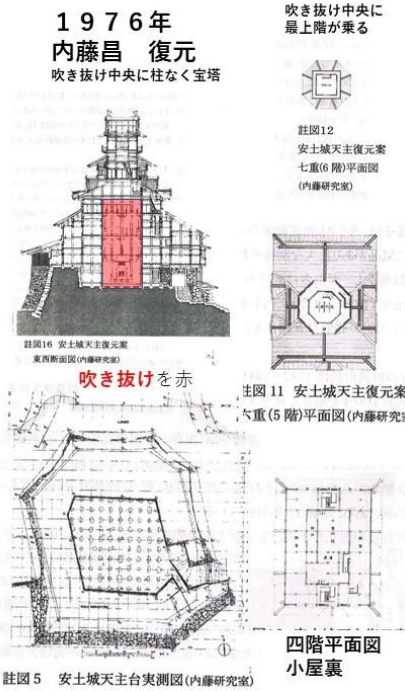 1976年
内藤昌　復元
吹き抜け中央に柱なく宝塔
吹き抜け中央に
最上階が乗る
註図12
安土城天主復元案
七重(6階)平面図
(内藤研究室)
註図16 安土城天主復元案
東西断面図(内藤研究室)
吹き抜けを赤
註図11 安土城天主復元案
六重(5階)平面図(内藤研究室
四階平面図
小屋裏
註図5　安土城天主台実測図(内藤研究室)